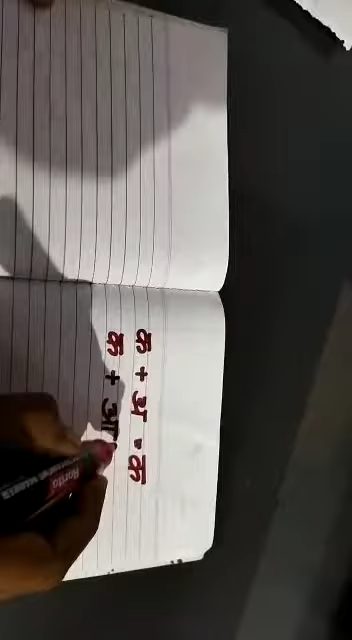 क + अ = क
क + आ